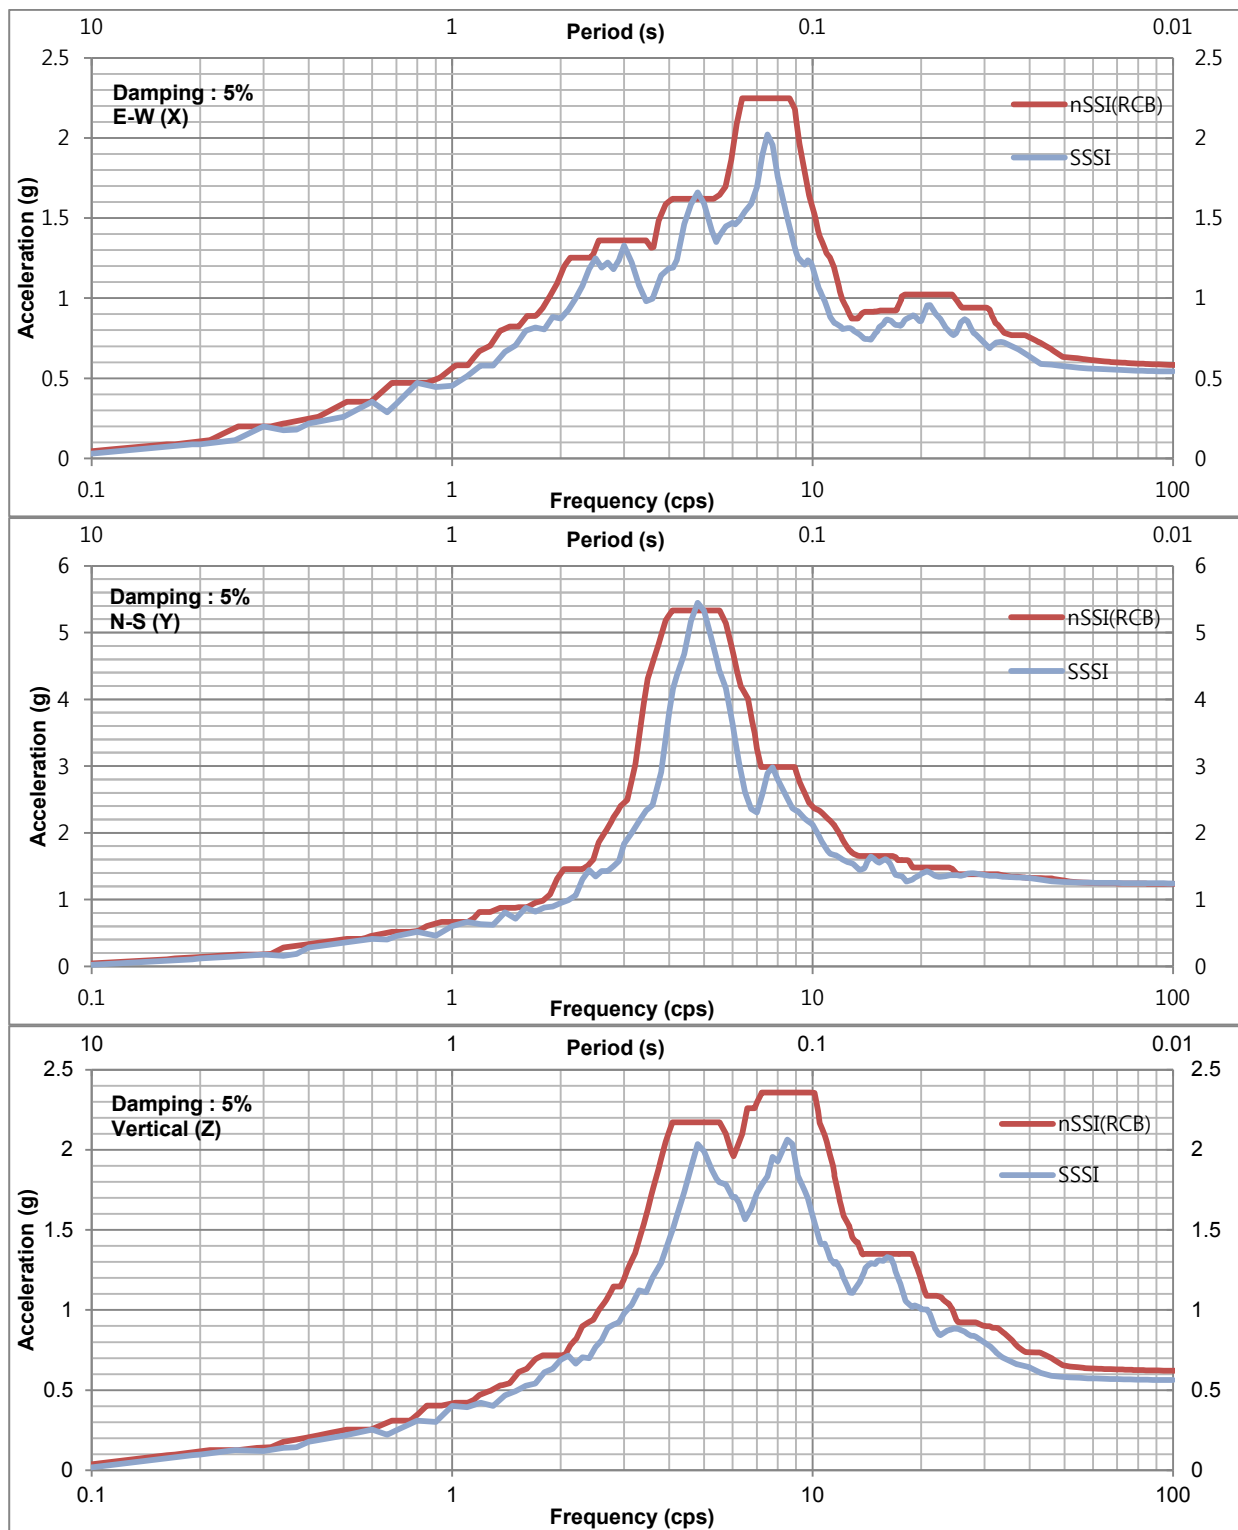 10 1 Period (s) 0.1 0.01
2.5 2.5
Damping : 5%
E-W (X)
nSSI(RCB)
2 2
SSSI
1.5 1.5
Acceleration (g)
1 1
0.5 0.5
0 0
0.1 1 10 100
Frequency (cps)
10 1 Period (s) 0.1 0.01
6 6
Damping : 5%
N-S (Y)
nSSI(RCB)
5 5
SSSI
4 4
Acceleration (g)
3 3
2 2
1 1
0 0
0.1 1 10 100
Frequency (cps)
10 1 Period (s) 0.1 0.01
2.5 2.5
Damping : 5%
Vertical (Z)
nSSI(RCB)
2 2
SSSI
1.5 1.5
Acceleration (g)
1 1
0.5 0.5
0 0
0.1 1 10 100
Frequency (cps)